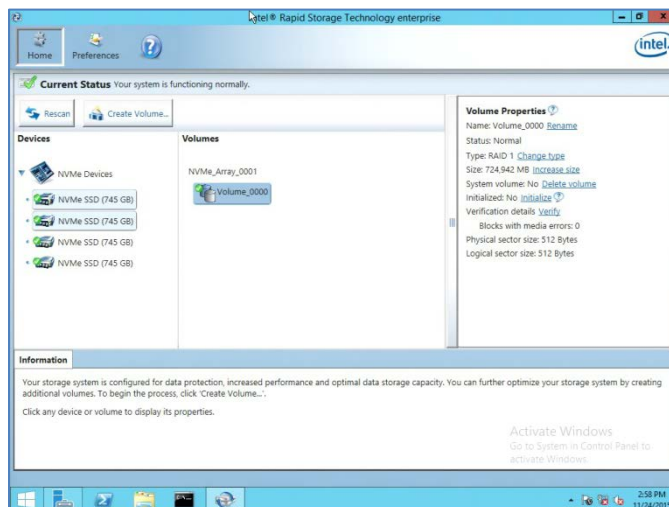 Intel® Rapid Storage Technology enterprise
Home
Preferences
intel
Current Status Your system is functioning normally.
Rescan
Create Volume...
Devices
NVMe Devices
NVMe SSD (745 GB)
NVMe SSD (745 GB)
NVMe SSD (745 GB)
NVMe SSD (745 GB)
Volumes
NVMe_Array_0001
Volume_0000
Volume Properties
Name: Volume_0000 Rename
Status: Normal
Type: RAID 1 Change type
Size: 724,942 MB Increase size
System volume: No Delete volume
Initialized: No Initialize
Verification details Verify
Blocks with media errors: 0
Physical sector size: 512 Bytes
Logical sector size: 512 Bytes
Information
Your storage system is configured for data protection, increased performance and optimal data storage capacity. You can further optimize your storage system by creating
additional volumes. To begin the process, click 'Create Volume...'.
Click any device or volume to display its properties.
Activate Windows
Go to System in Control Panel to
activate Windows.
2:58 PM